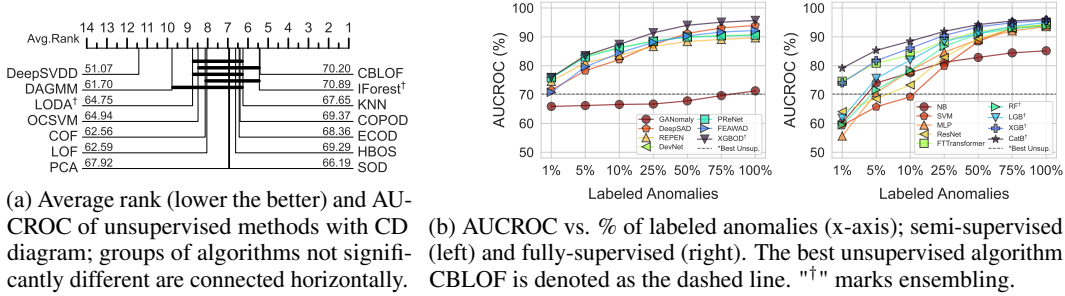 14 13 12 11 10 9 8 7 6 5 4 3 2 1
Avg.Rank
DeepSVDD 51.07 70.20 CBLOF
DAGMM 61.70 70.89 IForest†
LODA† 64.75 67.65 KNN
OCSVM 64.94 69.37 COPOD
COF 62.56 68.36 ECOD
LOF 62.59 69.29 HBOS
PCA 67.92 66.19 SOD
(a) Average rank (lower the better) and AU-
CROC of unsupervised methods with CD
diagram; groups of algorithms not signifi-
cantly different are connected horizontally.
AUCROC (%)
100
90
80
70
60
50
1% 5% 10% 25% 50% 75% 100%
Labeled Anomalies
GANomaly
DeepSAD
REPEN
DevNet
PReNet
FEAWAD
XGBOD†
*Best Unsup.
AUCROC (%)
100
90
80
70
60
50
1% 5% 10% 25% 50% 75% 100%
Labeled Anomalies
NB
SVM
MLP
ResNet
FTTransformer
RF†
LGB†
XGB†
CatB†
*Best Unsup.
(b) AUCROC vs. % of labeled anomalies (x-axis); semi-supervised
(left) and fully-supervised (right). The best unsupervised algorithm
CBLOF is denoted as the dashed line. "†" marks ensembling.